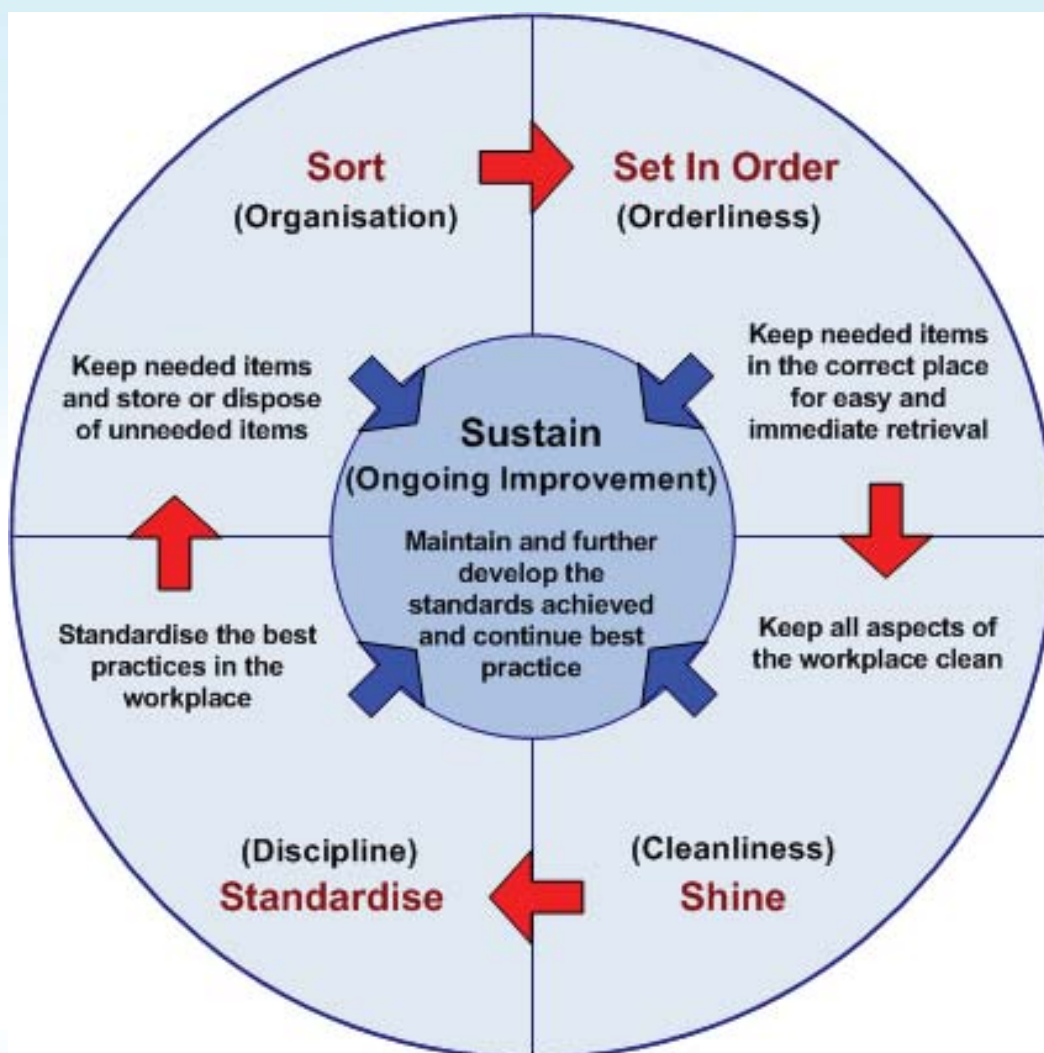 Sort
(Organisation)
Keep needed items
and store or dispose
of unneeded items
Set In Order
(Orderliness)
Keep needed items
in the correct place
for easy and
immediate retrieval
Sustain
(Ongoing Improvement)
Maintain and further
develop the
standards achieved
and continue best
practice
Keep all aspects of
the workplace clean
(Cleanliness)
Shine
Standardise the best
practices in the
workplace
(Discipline)
Standardise